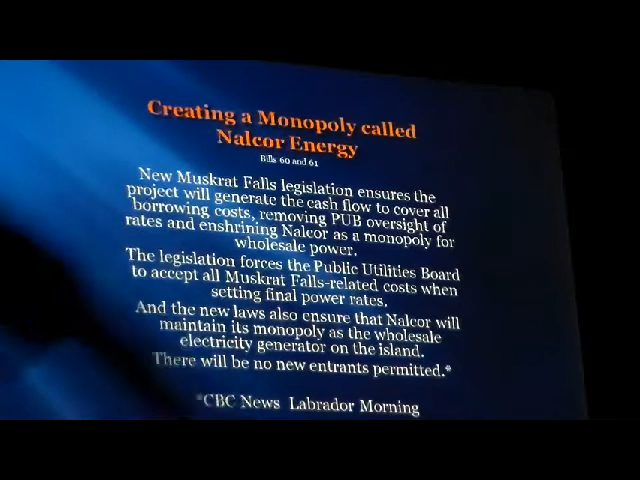 Creating a Monopoly called
Nalcor Energy
Bills 60 and 61
New Muskrat Falls legislation ensures the
project will generate the cash flow to cover all
borrowing costs, removing PUB oversight of
rates and enshrining Nalcor as a monopoly for
wholesale power.
The legislation forces the Public Utilities Board
to accept all Muskrat Falls-related costs when
setting final power rates.
And the new laws also ensure that Nalcor will
maintain its monopoly as the wholesale
electricity generator on the island.
There will be no new entrants permitted.*
*CBC News Labrador Morning